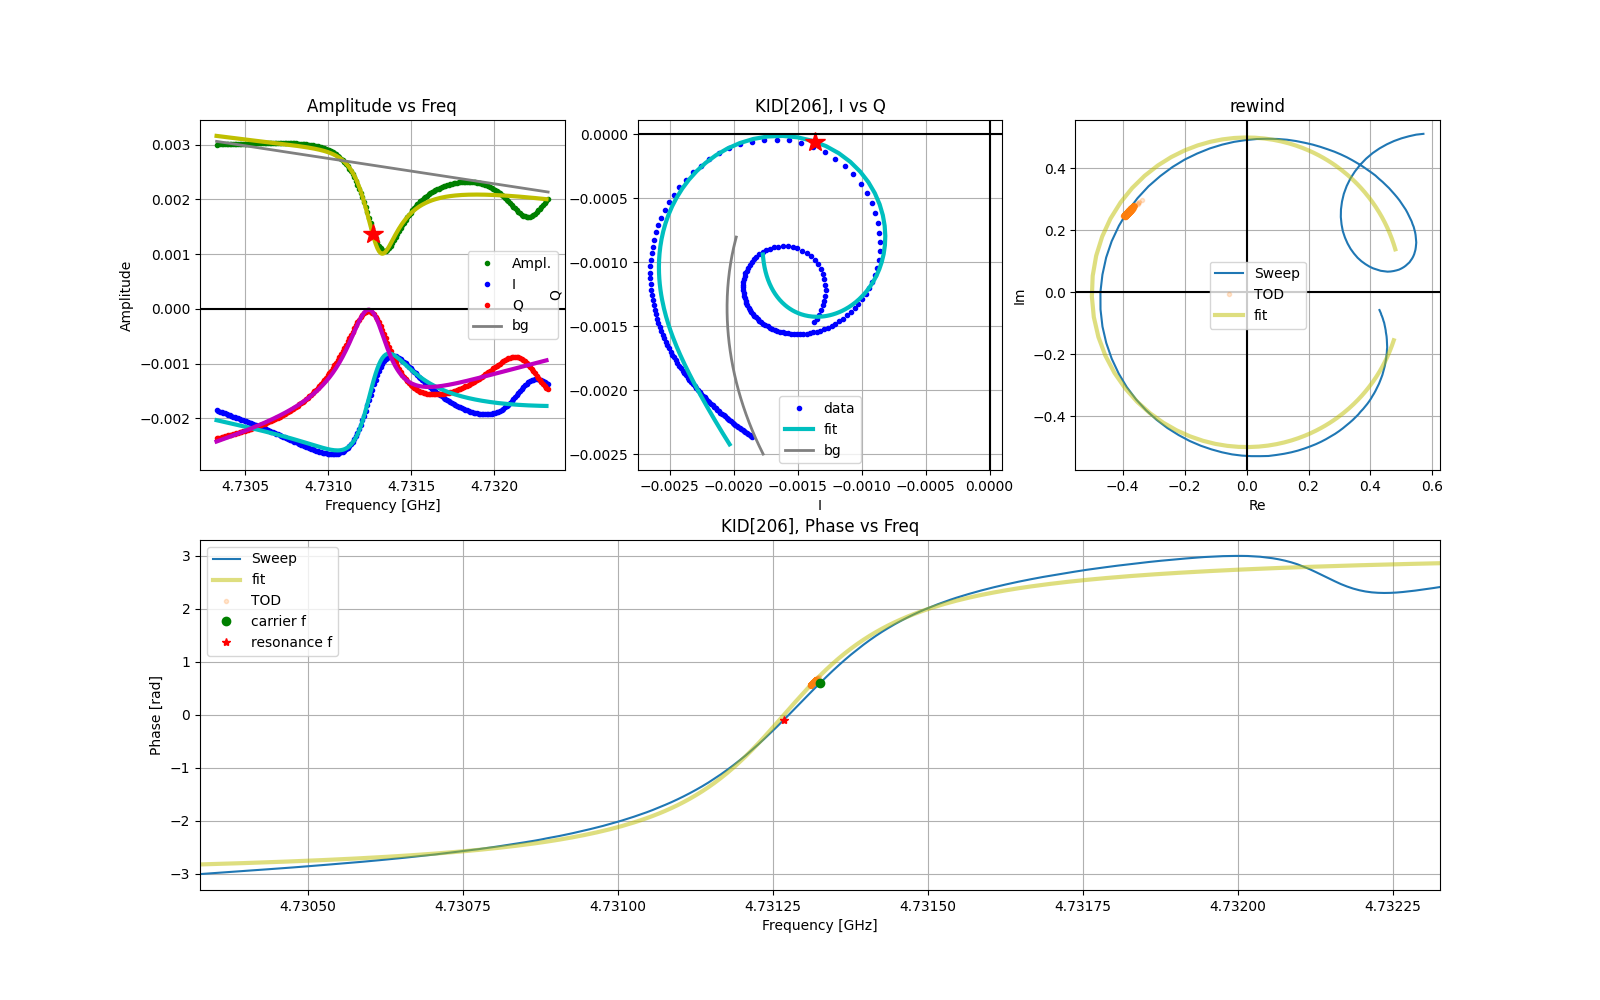 Amplitude vs Freq
Amplitude
0.003
0.002
0.001
0.000
−0.001
−0.002
Ampl.
I
Q
bg
4.7305 4.7310 4.7315 4.7320
Frequency [GHz]
KID[206], I vs Q
Q
0.0000
−0.0005
−0.0010
−0.0015
−0.0020
−0.0025
data
fit
bg
−0.0025 −0.0020 −0.0015 −0.0010 −0.0005 0.0000
I
rewind
Im
0.4
0.2
0.0
−0.2
−0.4
Sweep
TOD
fit
−0.4 −0.2 0.0 0.2 0.4 0.6
Re
KID[206], Phase vs Freq
Phase [rad]
3
2
1
0
−1
−2
−3
Sweep
fit
TOD
carrier f
resonance f
4.73050 4.73075 4.73100 4.73125 4.73150 4.73175 4.73200 4.73225
Frequency [GHz]